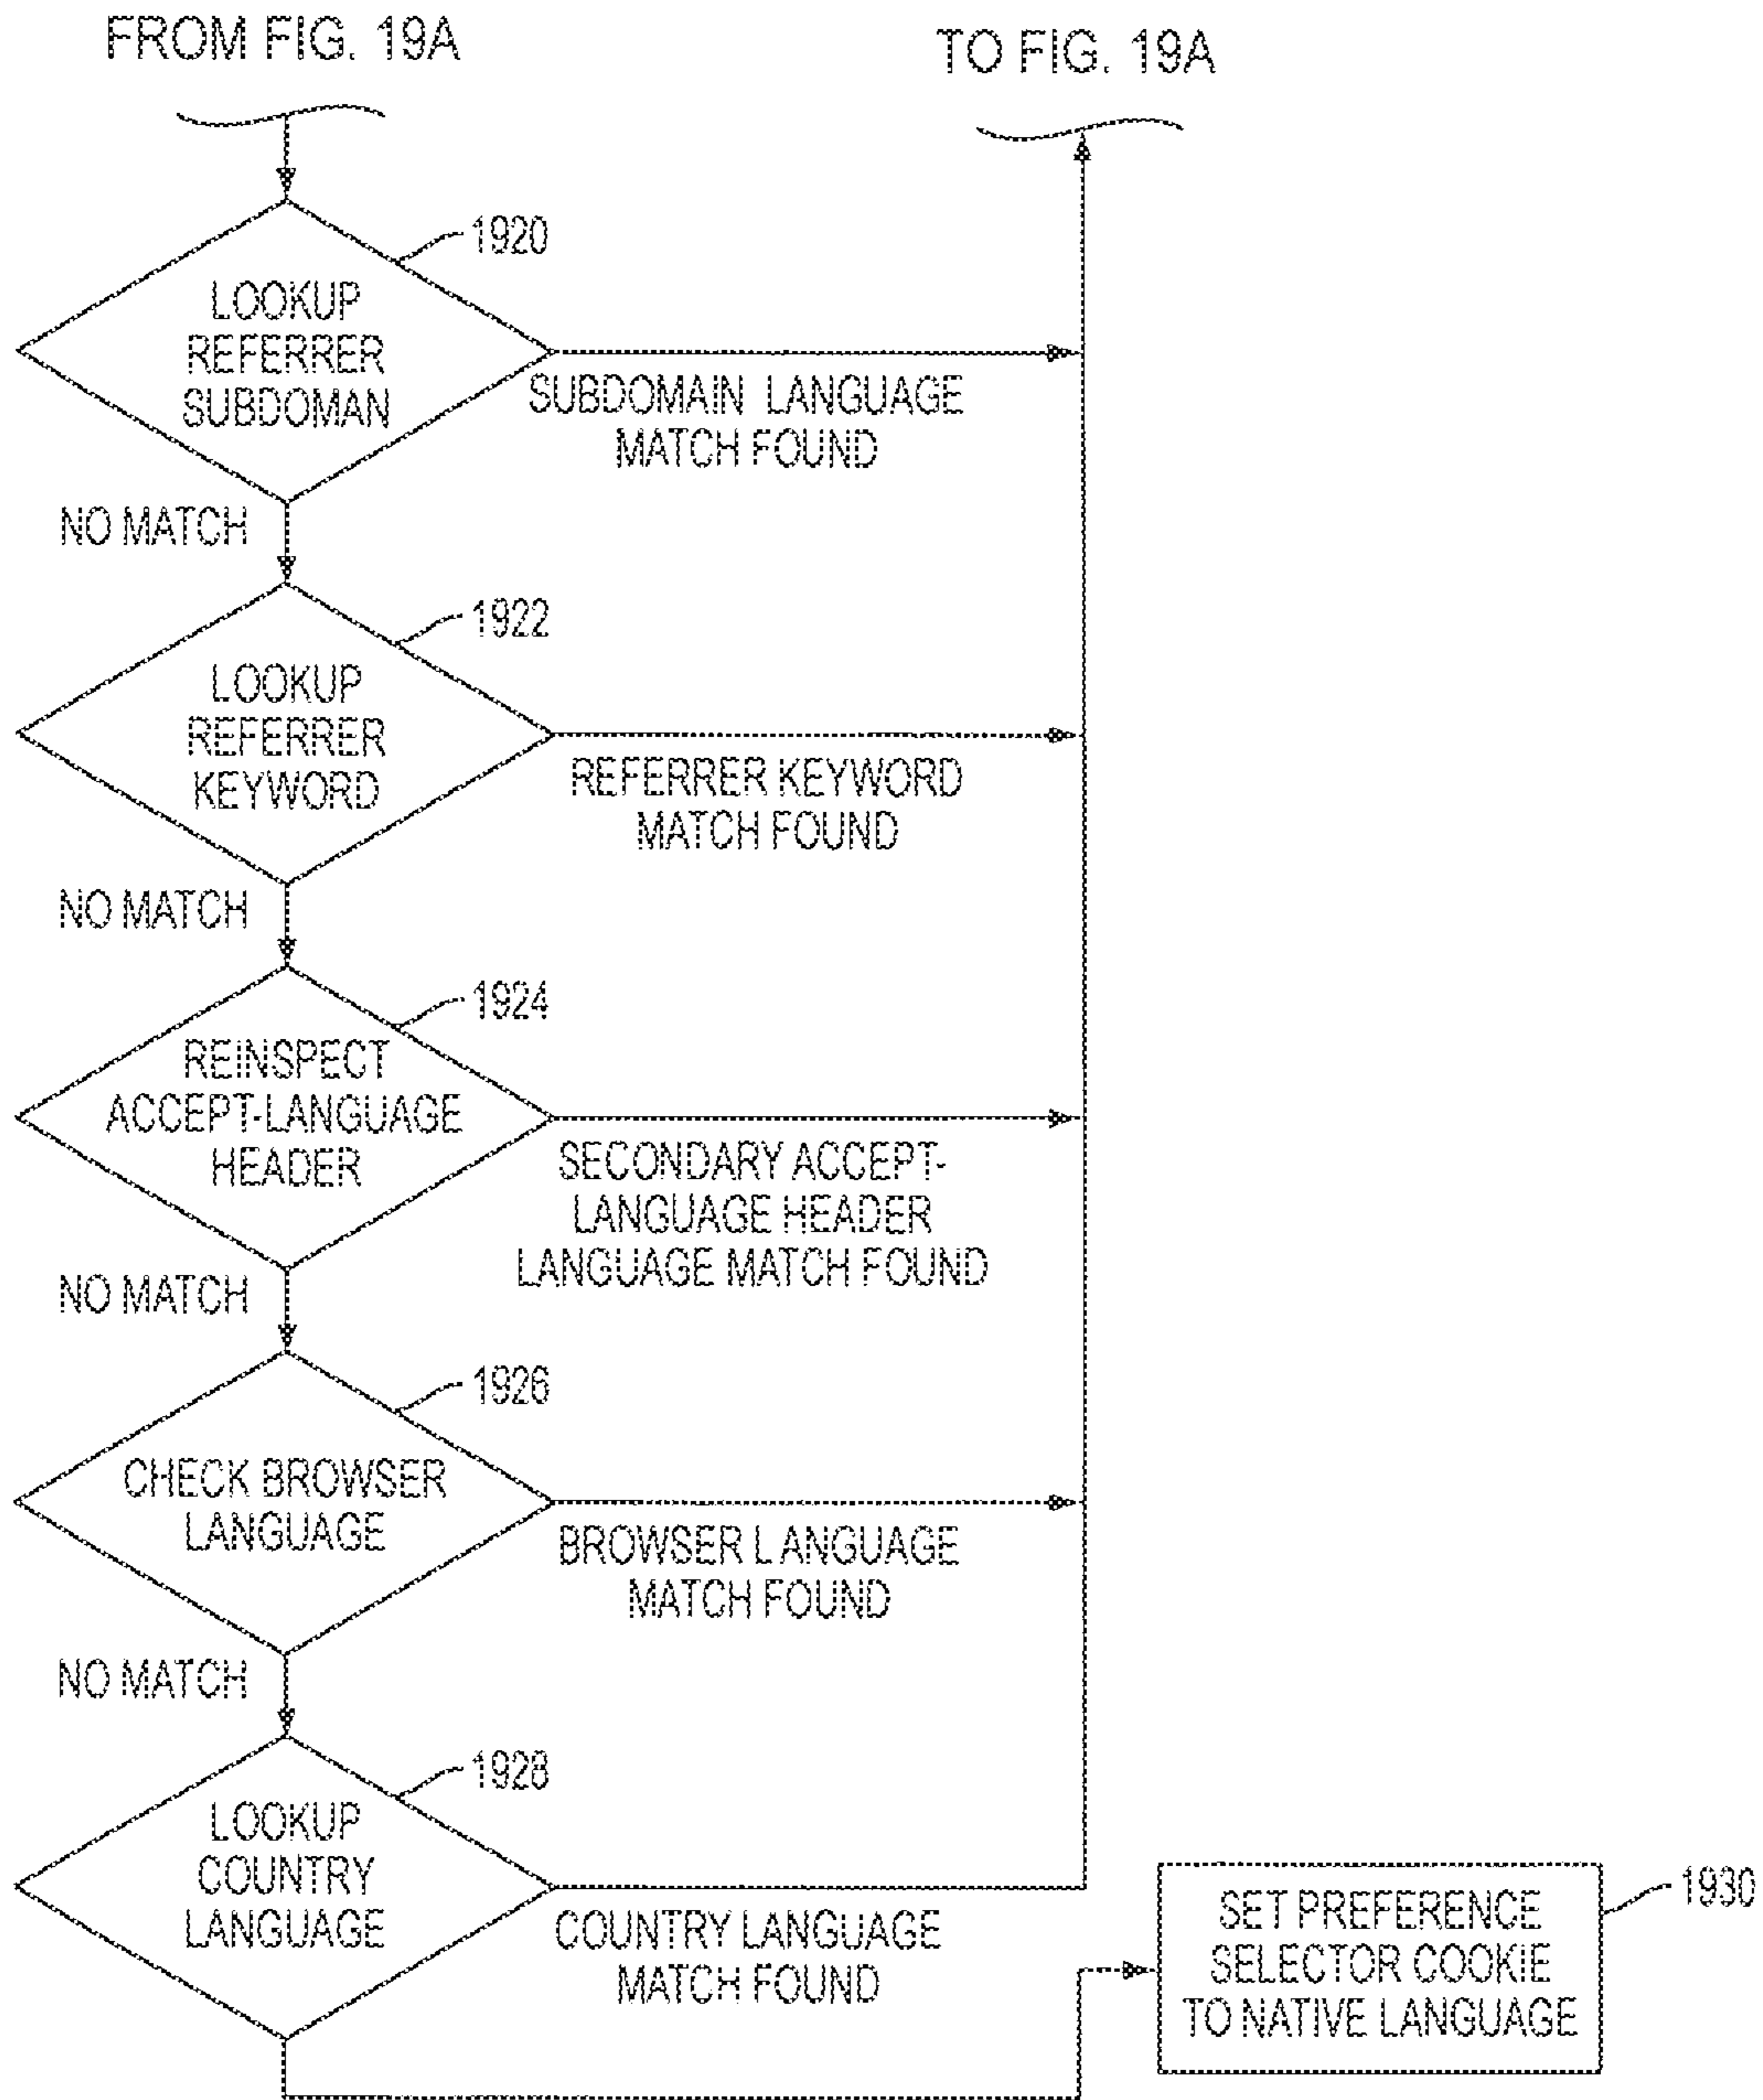 FROM FIG. 19A
TO FIG. 19A
1920
LOOKUP
REFERRER
SUBDOMAN
SUBDOMAIN LANGUAGE
MATCH FOUND
NO MATCH
1922
LOOKUP
REFERRER
KEYWORD
REFERRER KEYWORD
MATCH FOUND
NO MATCH
1924
REINSPECT
ACCEPT-LANGUAGE
HEADER
SECONDARY ACCEPT-
LANGUAGE HEADER
LANGUAGE MATCH FOUND
NO MATCH
1926
CHECK BROWSER
LANGUAGE
BROWSER LANGUAGE
MATCH FOUND
NO MATCH
1928
LOOKUP
COUNTRY
LANGUAGE
COUNTRY LANGUAGE
MATCH FOUND
1930
SET PREFERENCE
SELECTOR COOKIE
TO NATIVE LANGUAGE